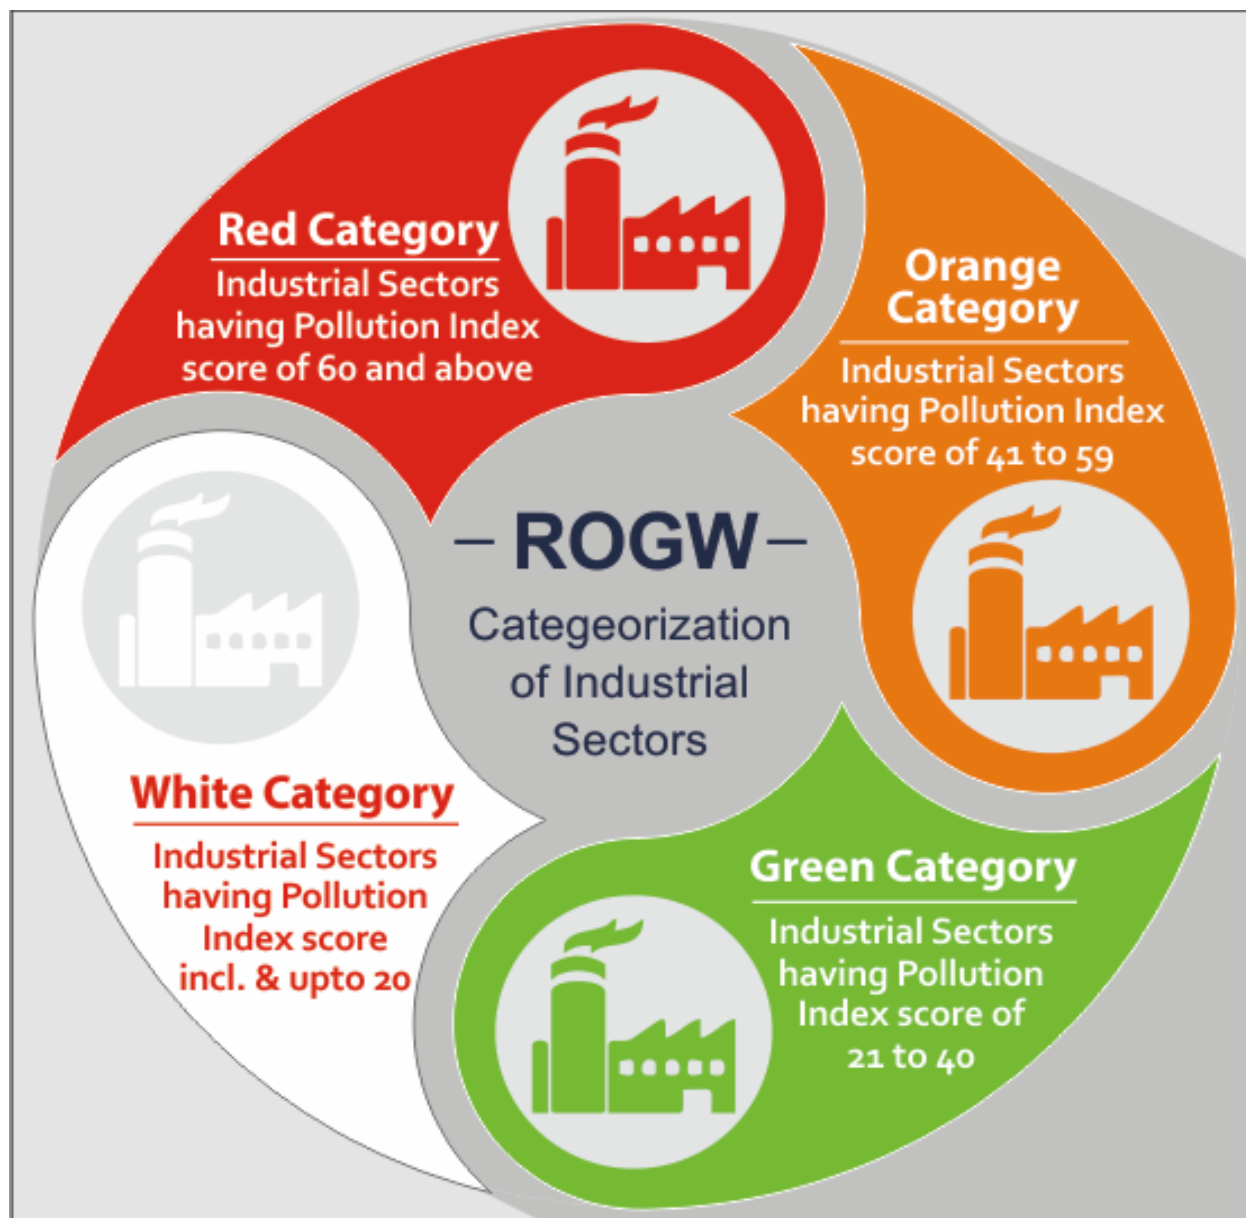 Red Category
Industrial Sectors
having Pollution Index
score of 60 and above
Orange
Category
Industrial Sectors
having Pollution Index
score of 41 to 59
– ROGW –
Categeorization
of Industrial
Sectors
White Category
Industrial Sectors
having Pollution
Index score
incl. & upto 20
Green Category
Industrial Sectors
having Pollution
Index score of
21 to 40